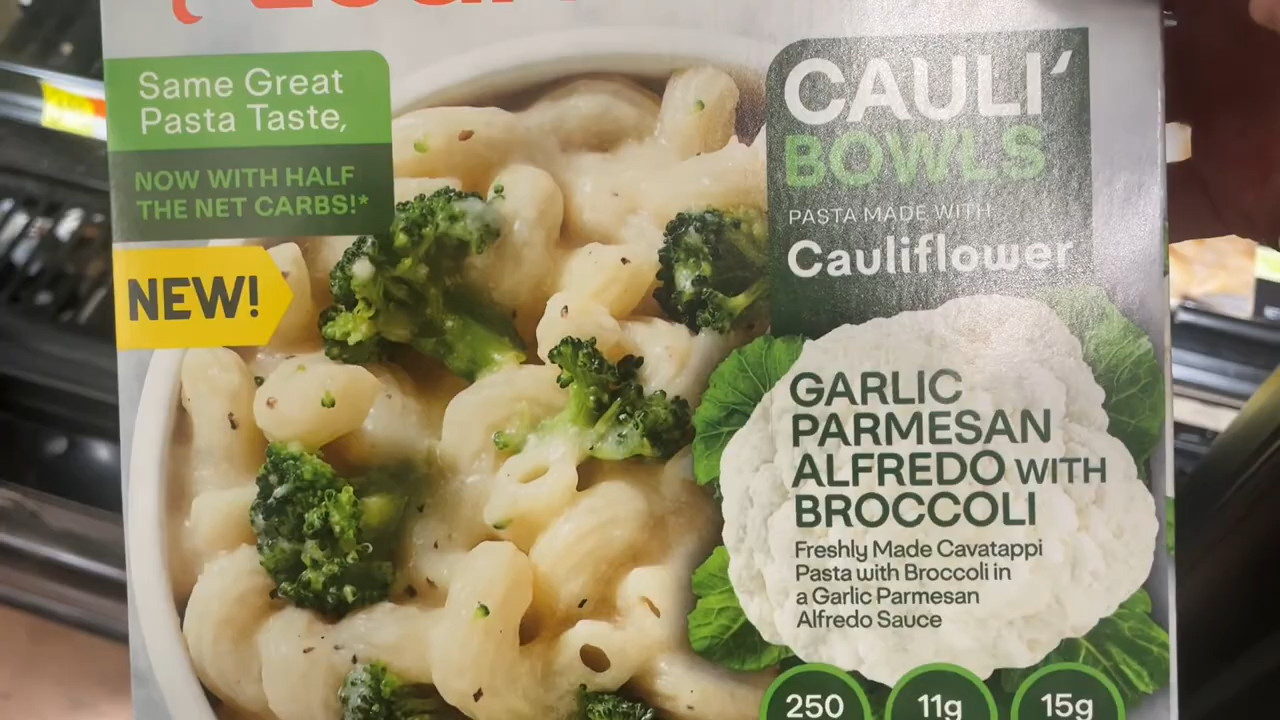 Same Great
Pasta Taste,
NOW WITH HALF
THE NET CARBS!*
NEW!
CAULI'
BOWLS
PASTA MADE WITH
Cauliflower
GARLIC
PARMESAN
ALFREDO WITH
BROCCOLI
Freshly Made Cavatappi
Pasta with Broccoli in
a Garlic Parmesan
Alfredo Sauce
250 11g 15g